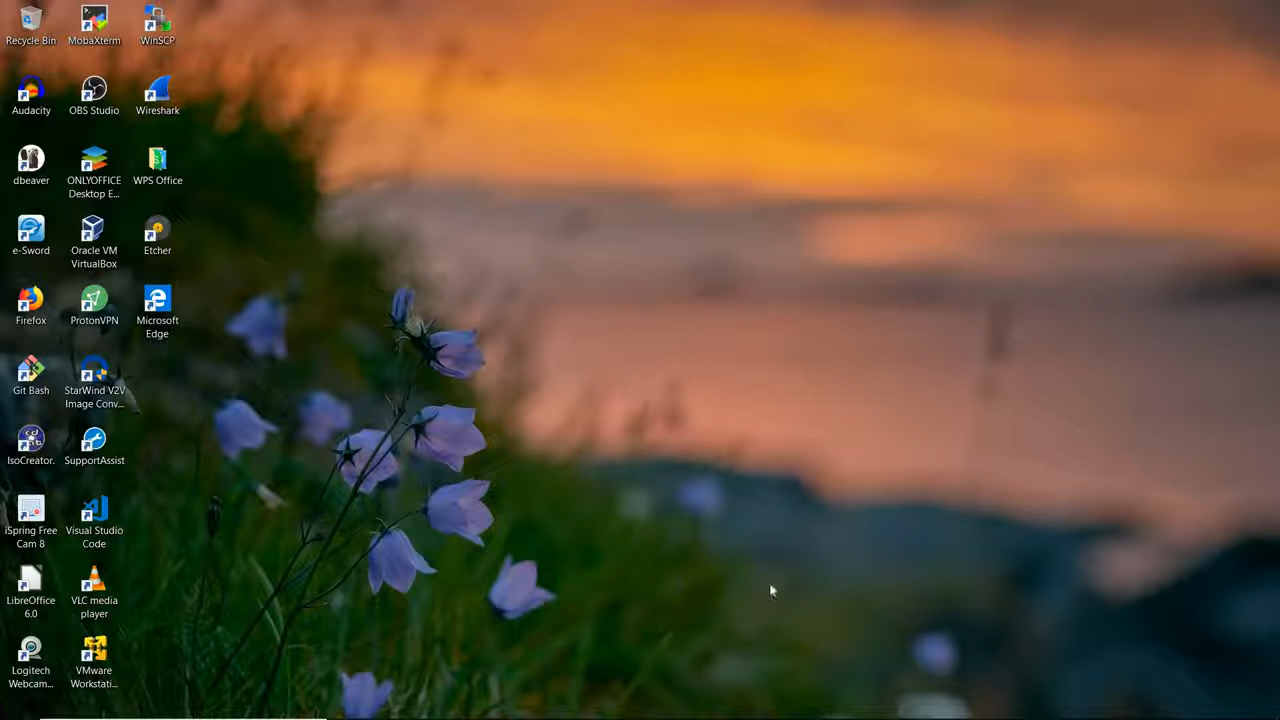 Recycle Bin
MobaXterm
WinSCP
Audacity
OBS Studio
Wireshark
dbeaver
ONLYOFFICE
Desktop E...
WPS Office
e-Sword
Oracle VM
VirtualBox
Etcher
Firefox
ProtonVPN
Microsoft
Edge
Git Bash
StarWind V2V
Image Conv...
IsoCreator.
SupportAssist
iSpring Free
Cam 8
Visual Studio
Code
LibreOffice
6.0
VLC media
player
Logitech
Webcam...
VMware
Workstati...